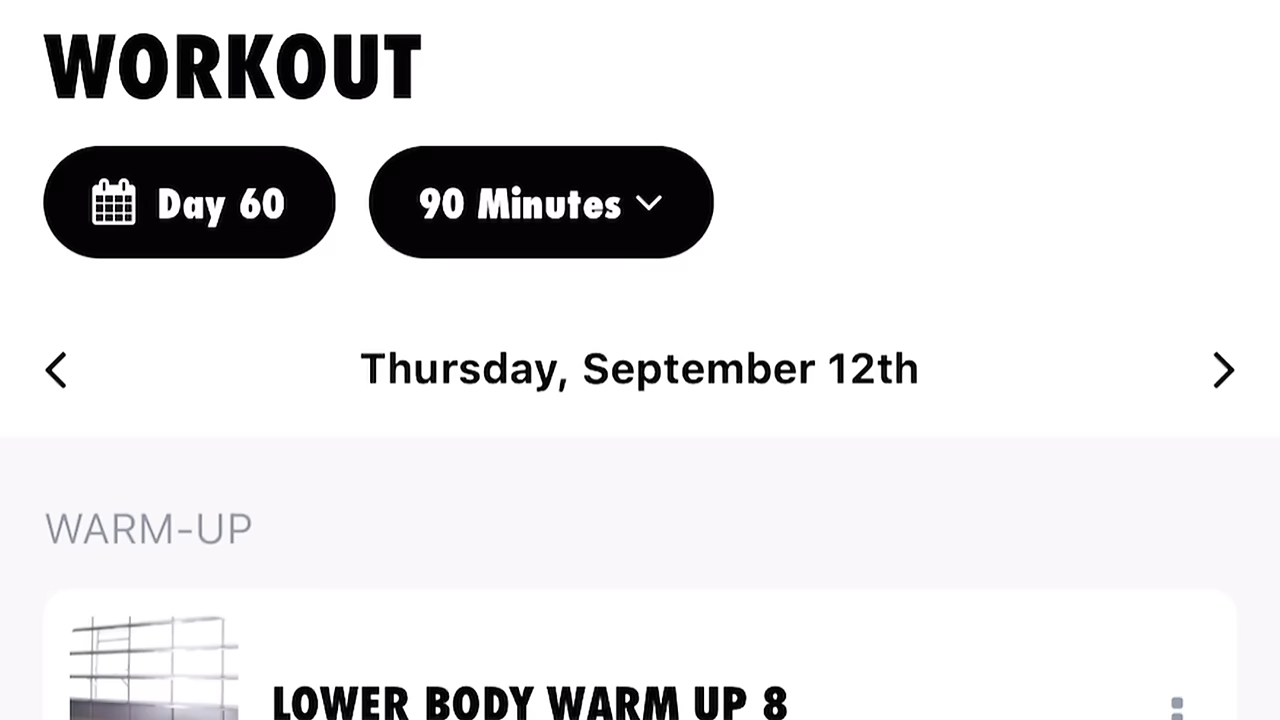 WORKOUT
Day 60
90 Minutes
Thursday, September 12th
WARM-UP
LOWER BODY WARM UP 8